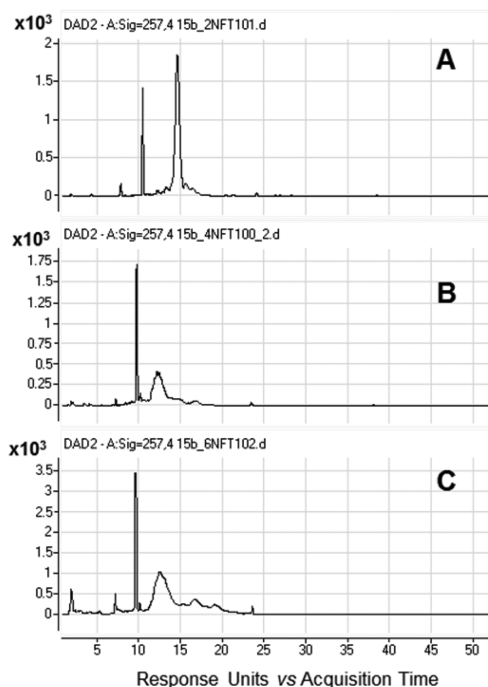 x10³ DAD2 - A:Sig=257,4 15b_2NFT101.d
2
A
1.5
1
0.5
0
x10³ DAD2 - A:Sig=257,4 15b_4NFT100_2.d
1.75
B
1.5
1.25
1
0.75
0.5
0.25
0
x10³ DAD2 - A:Sig=257,4 15b_6NFT102.d
3.5
C
3
2.5
2
1.5
1
0.5
0
5 10 15 20 25 30 35 40 45 50
Response Units vs Acquisition Time